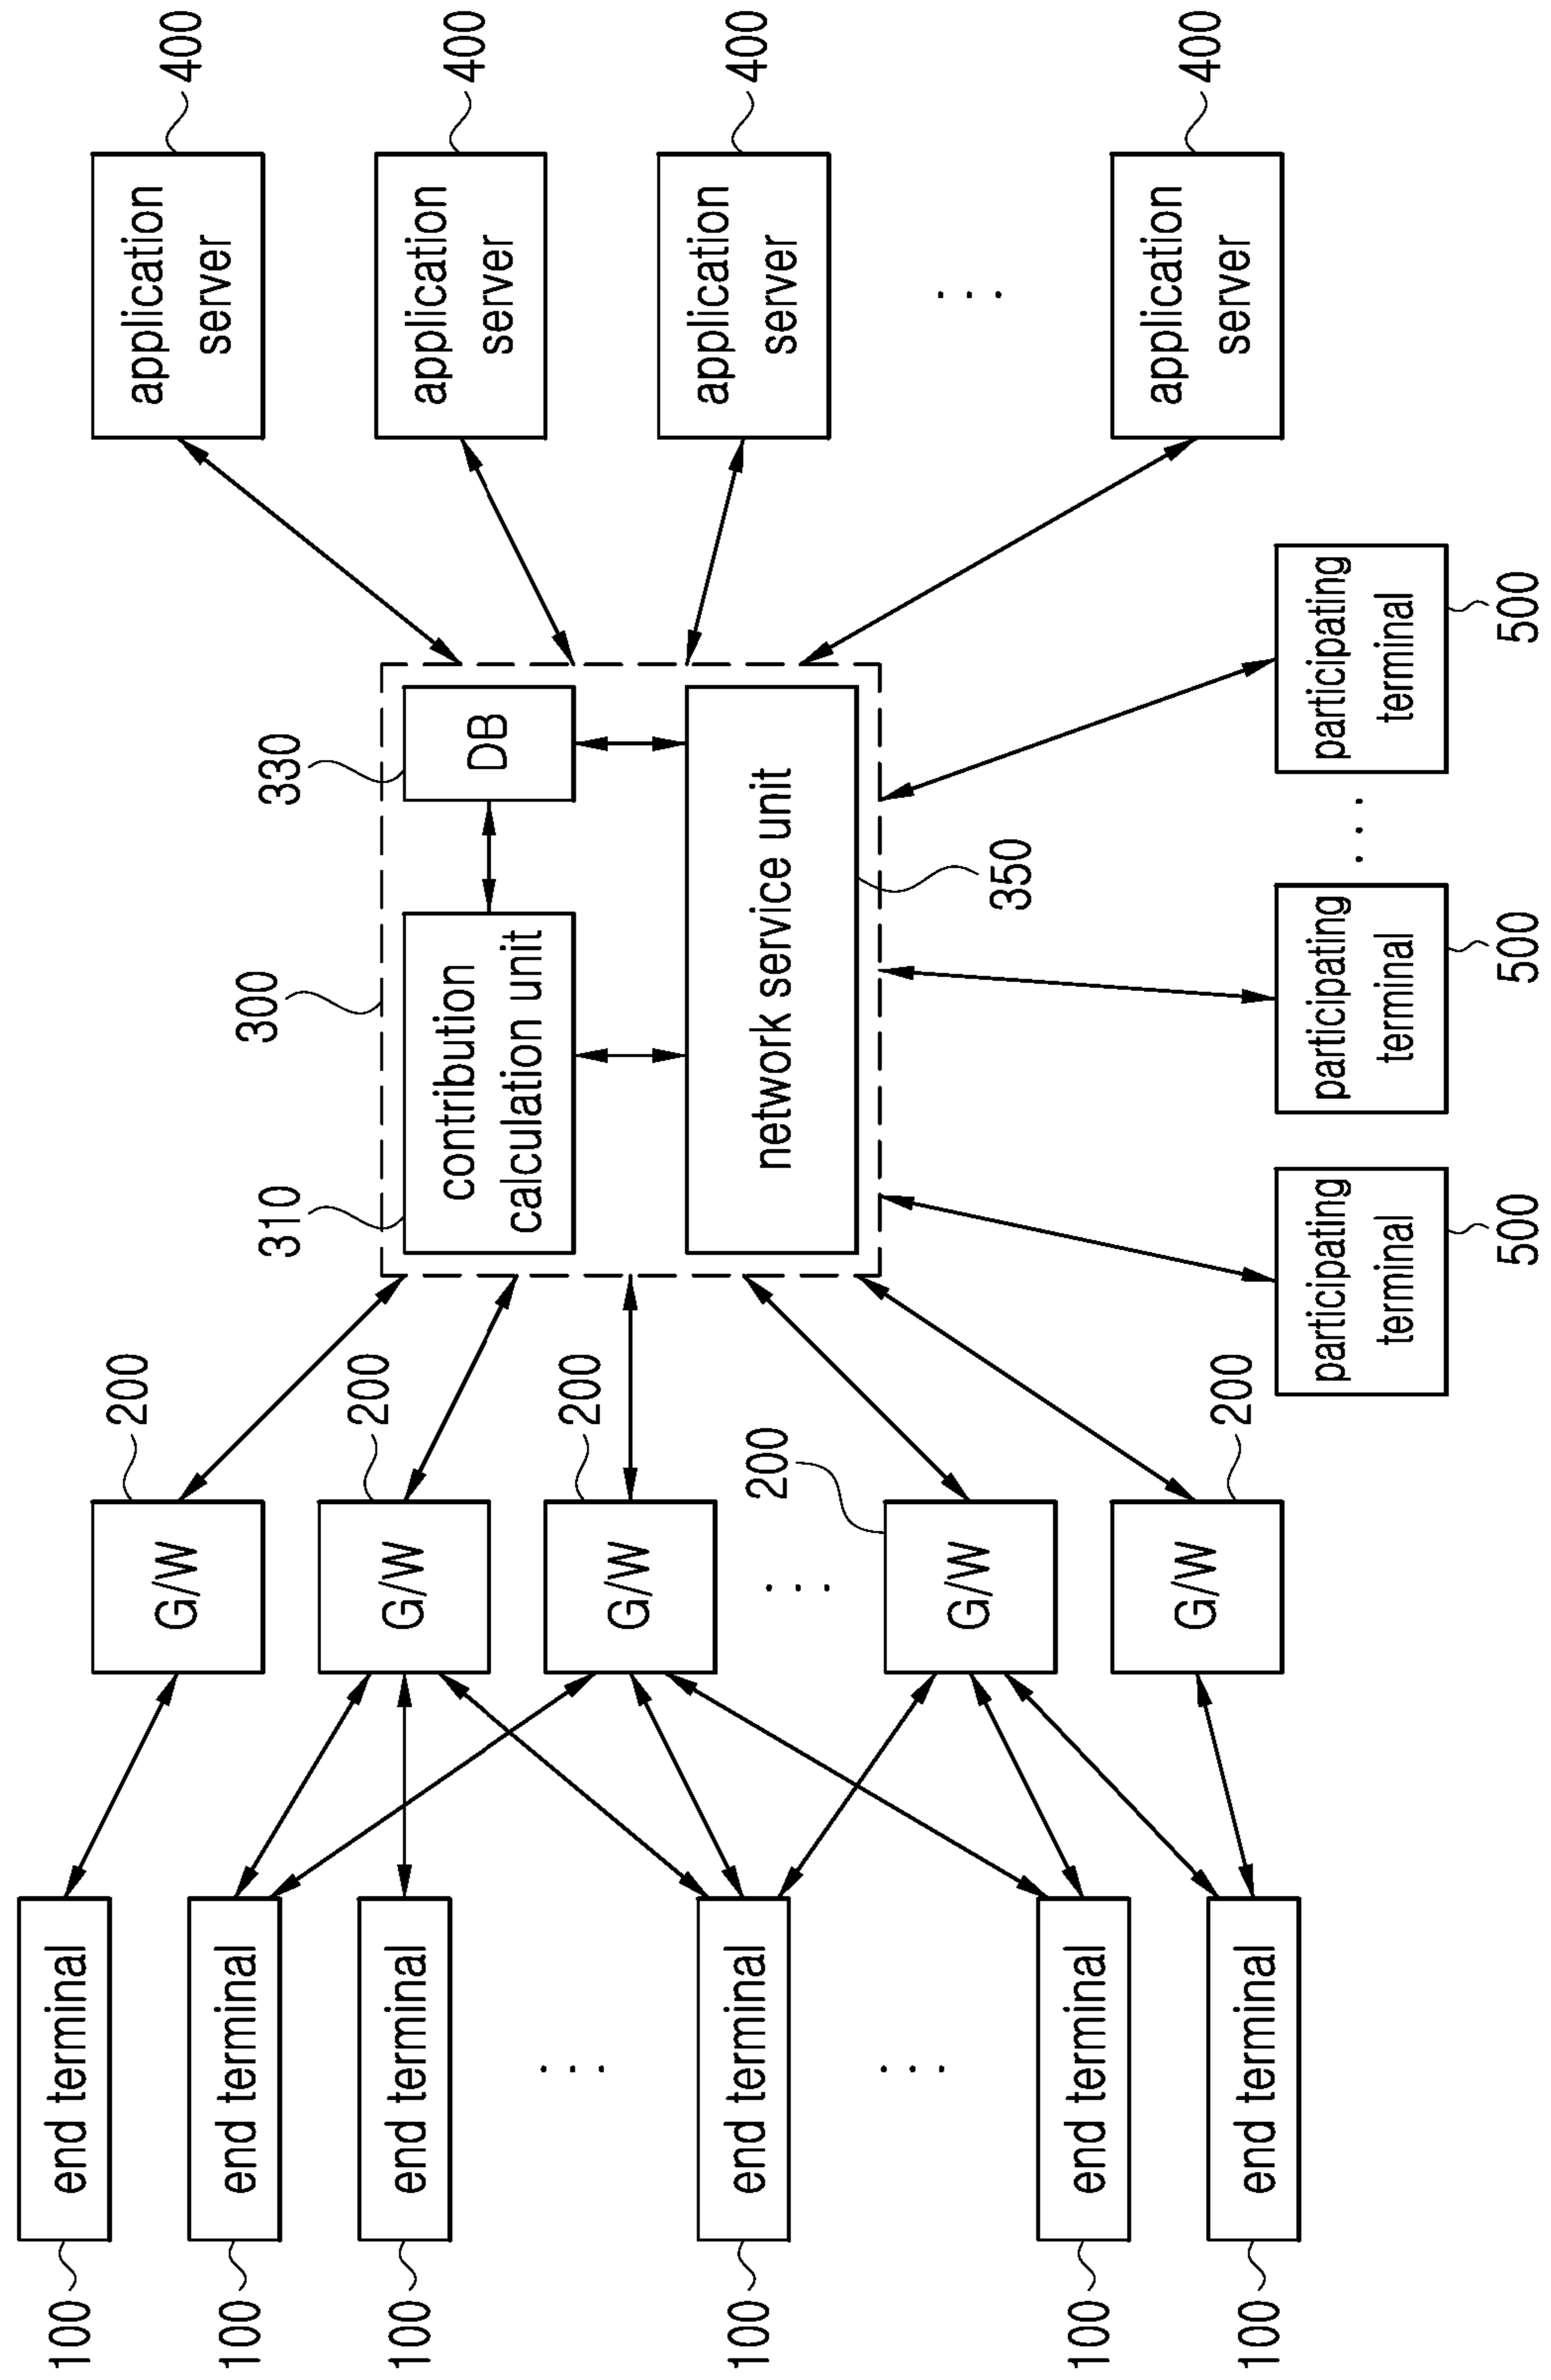 100
end terminal
100
end terminal
100
end terminal
. . .
100
end terminal
. . .
100
end terminal
100
end terminal
200
G/W
200
G/W
200
G/W
. . .
200
G/W
200
G/W
300
310
contribution
calculation unit
330
DB
network service unit
350
400
application
server
400
application
server
400
application
server
. . .
400
application
server
participating
terminal
500
participating
terminal
500
. . .
participating
terminal
500